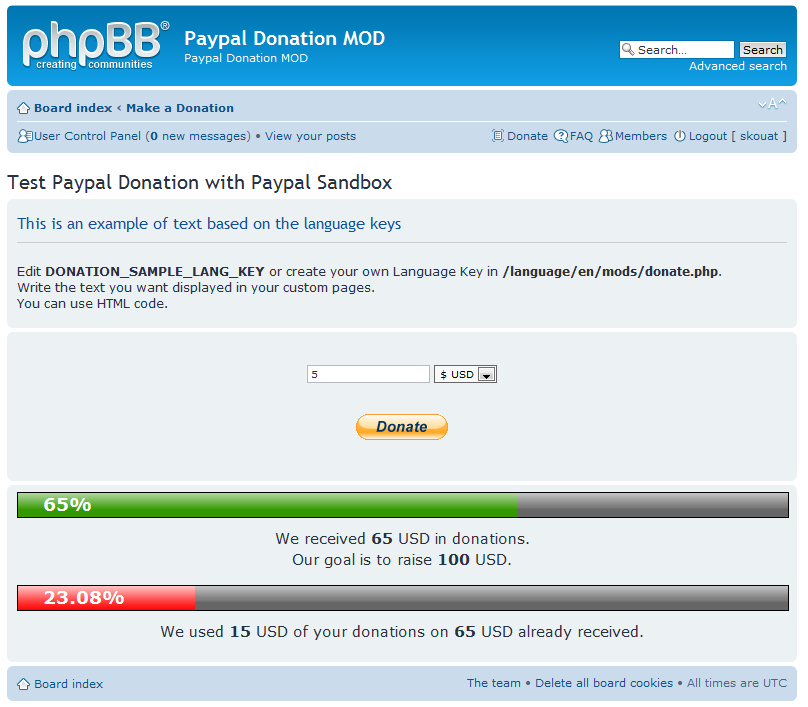 phpBB®
creating communities
Paypal Donation MOD
Paypal Donation MOD
Search…
Search
Advanced search
Board index ‹ Make a Donation
A
User Control Panel (0 new messages) • View your posts
Donate FAQ Members Logout [ skouat ]
Test Paypal Donation with Paypal Sandbox
This is an example of text based on the language keys
Edit DONATION_SAMPLE_LANG_KEY or create your own Language Key in /language/en/mods/donate.php.
Write the text you want displayed in your custom pages.
You can use HTML code.
5 $ USD
Donate
65%
We received 65 USD in donations.
Our goal is to raise 100 USD.
23.08%
We used 15 USD of your donations on 65 USD already received.
Board index
The team • Delete all board cookies • All times are UTC